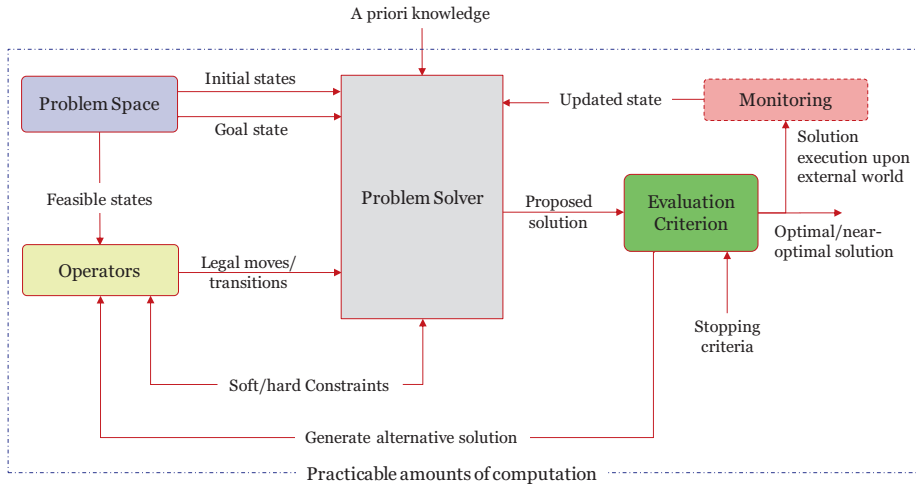 A priori knowledge
Problem Space
Initial states
Goal state
Updated state
Monitoring
Solution
execution upon
external world
Feasible states
Problem Solver
Proposed
solution
Evaluation
Criterion
Optimal/near-
optimal solution
Operators
Legal moves/
transitions
Stopping
criteria
Soft/hard Constraints
Generate alternative solution
Practicable amounts of computation